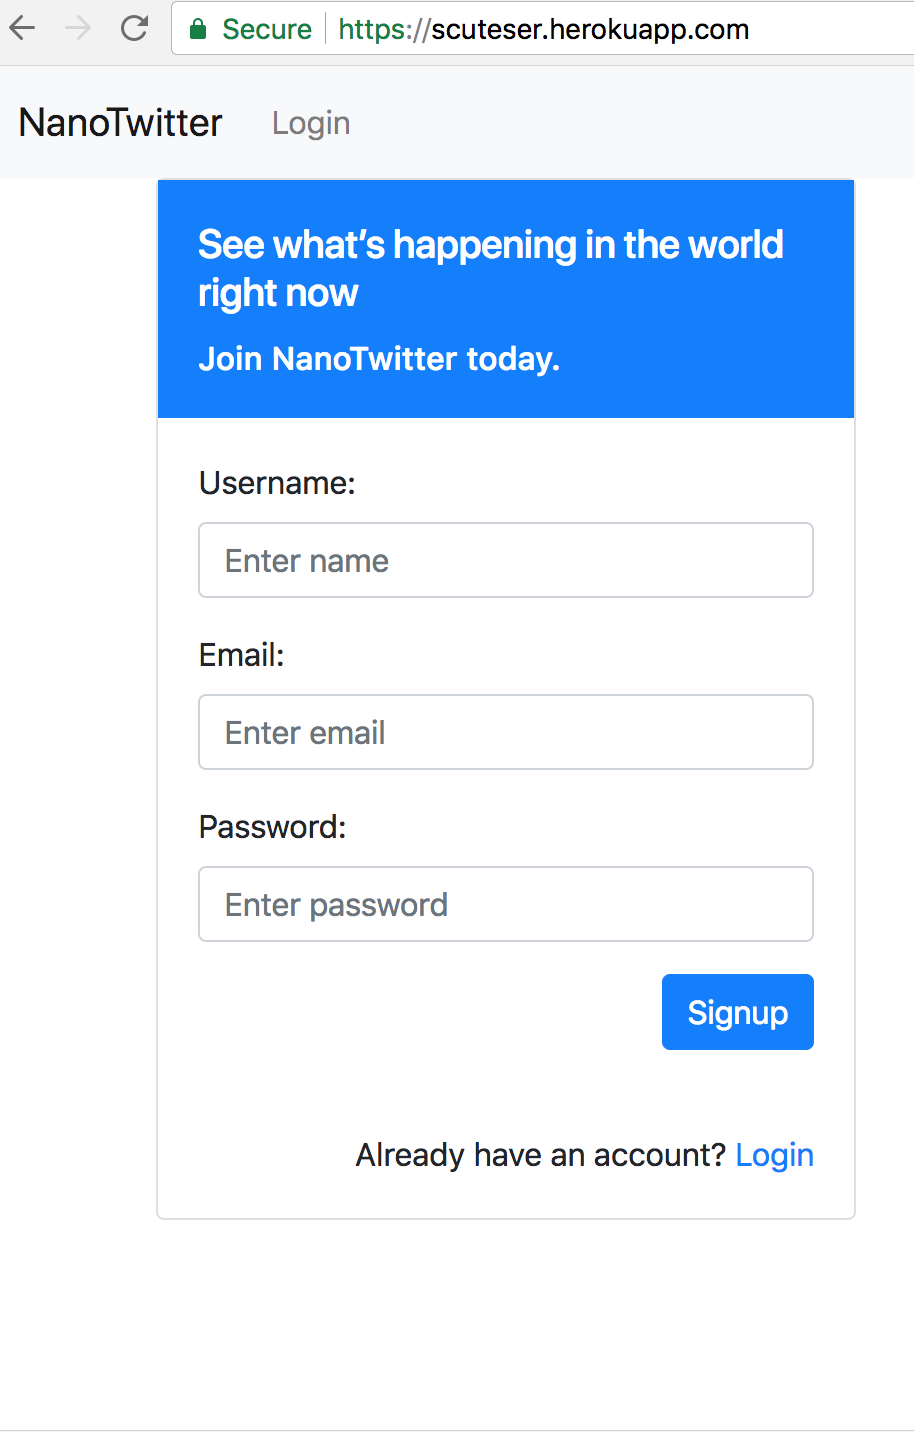 Secure https://scuteser.herokuapp.com
NanoTwitter Login
See what's happening in the world
right now
Join NanoTwitter today.
Username:
Enter name
Email:
Enter email
Password:
Enter password
Signup
Already have an account? Login